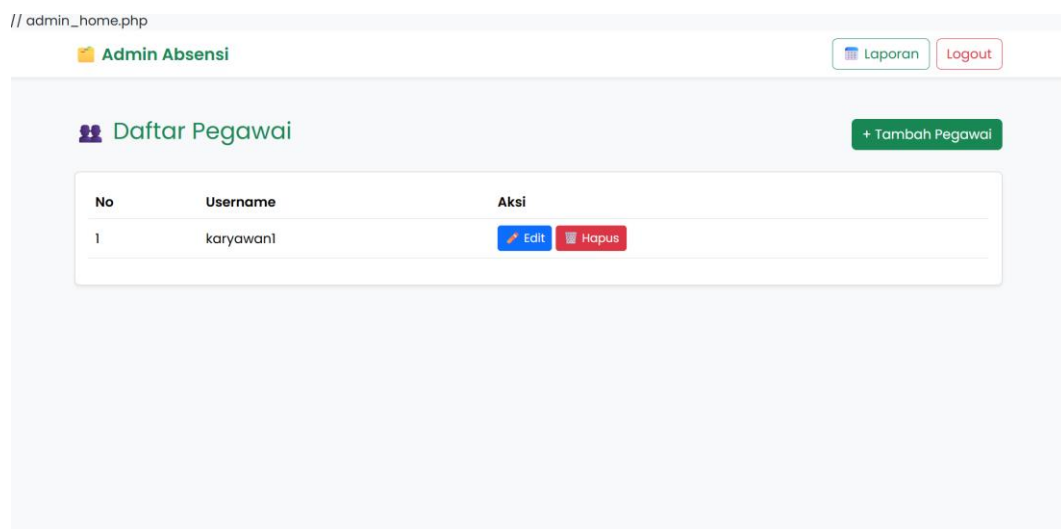 // admin_home.php
Admin Absensi
Laporan
Logout
Daftar Pegawai
+ Tambah Pegawai
No Username Aksi
1 karyawan1 Edit Hapus